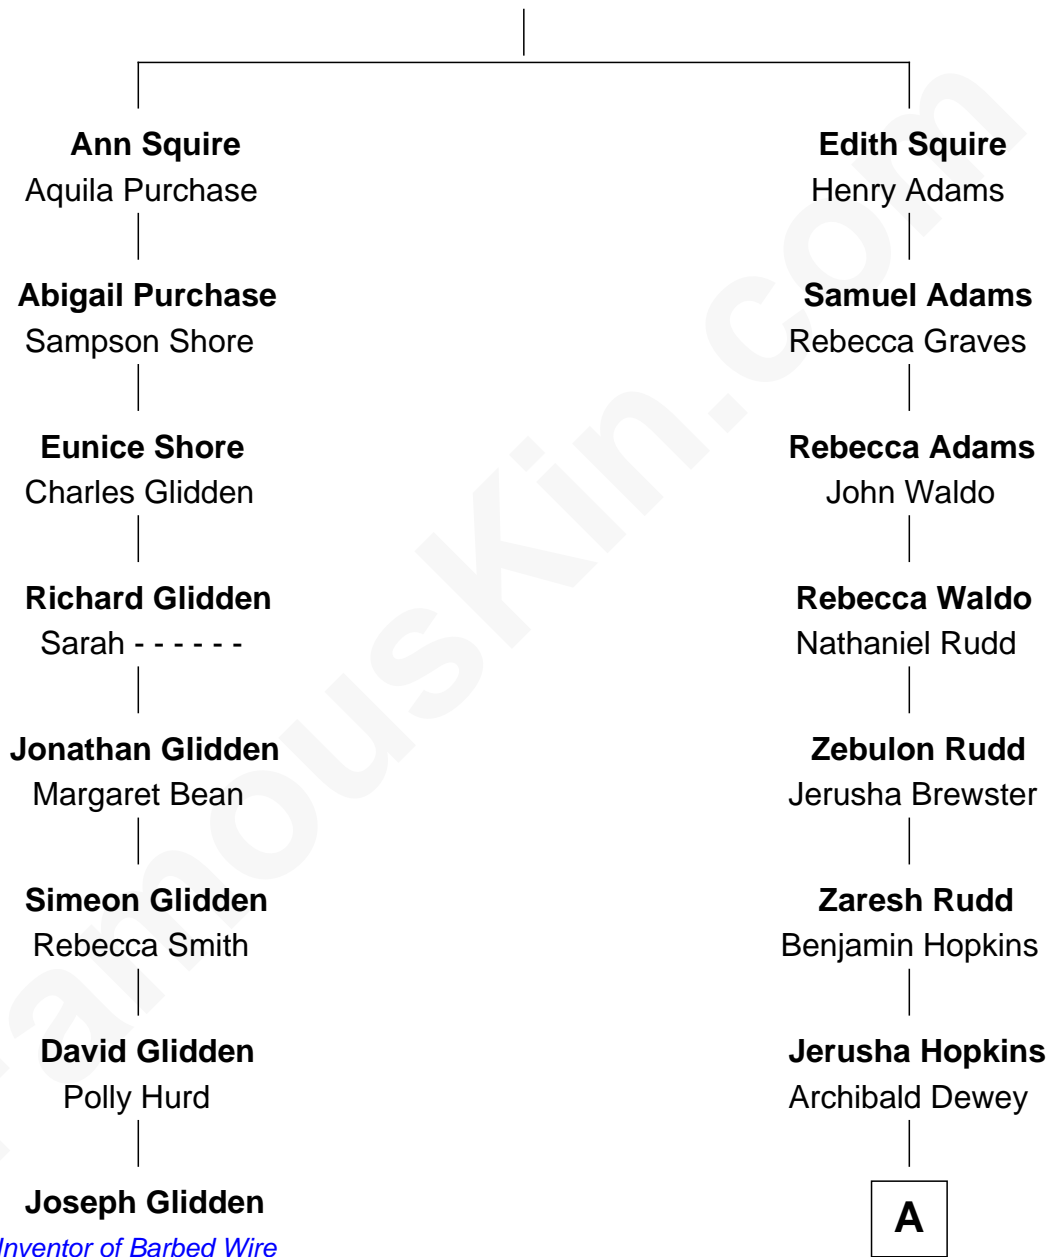 Ann Squire
Aquila Purchase
Abigail Purchase
Sampson Shore
Eunice Shore
Charles Glidden
Richard Glidden
Sarah - - - - - -
Jonathan Glidden
Margaret Bean
Simeon Glidden
Rebecca Smith
David Glidden
Polly Hurd
Joseph Glidden
Inventor of Barbed Wire
Edith Squire
Henry Adams
Samuel Adams
Rebecca Graves
Rebecca Adams
John Waldo
Rebecca Waldo
Nathaniel Rudd
Zebulon Rudd
Jerusha Brewster
Zaresh Rudd
Benjamin Hopkins
Jerusha Hopkins
Archibald Dewey
A
FamousKin.com